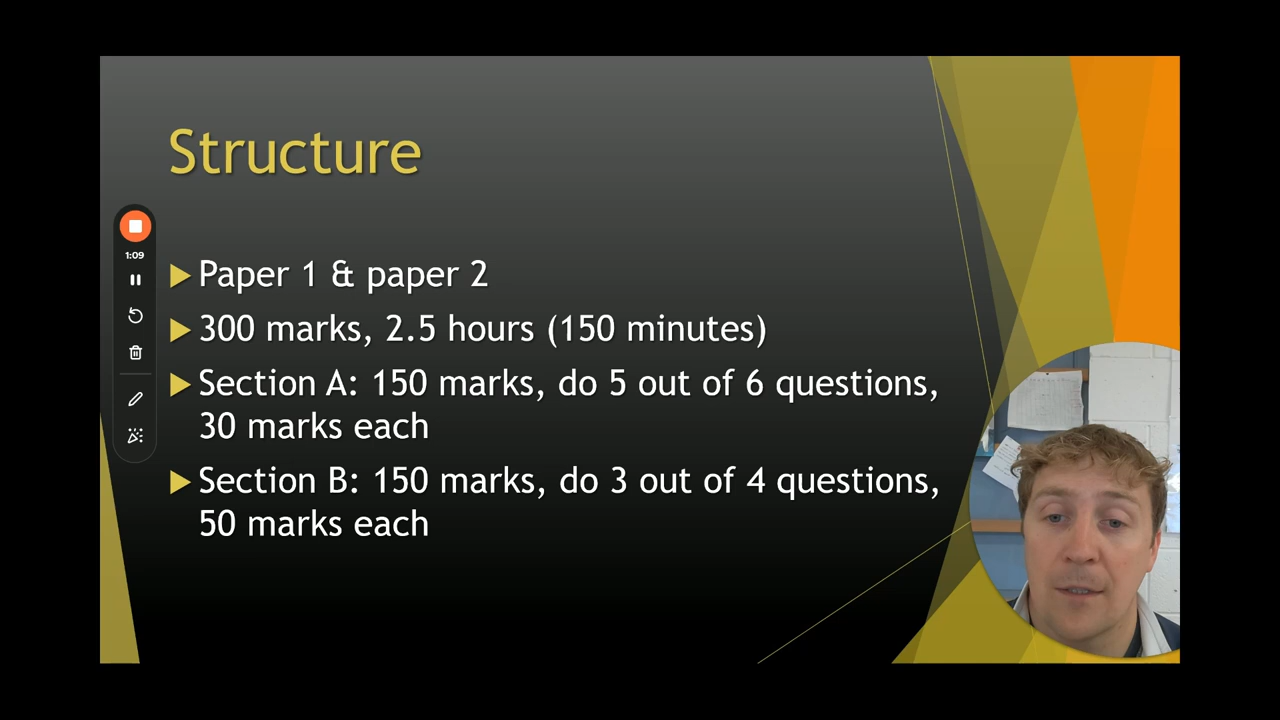 Structure
1:09
Paper 1 & paper 2
300 marks, 2.5 hours (150 minutes)
Section A: 150 marks, do 5 out of 6 questions,
30 marks each
Section B: 150 marks, do 3 out of 4 questions,
50 marks each